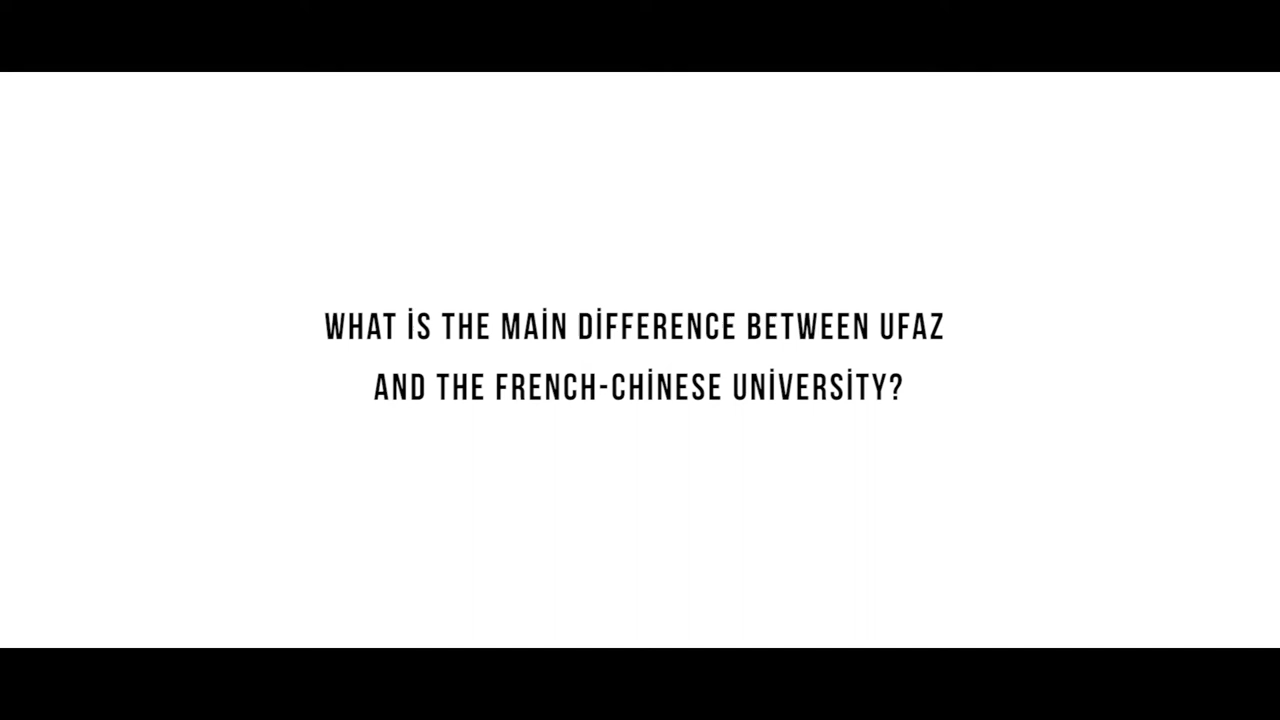 WHAT İS THE MAİN DİFFERENCE BETWEEN UFAZ
AND THE FRENCH-CHİNESE UNİVERSİTY?